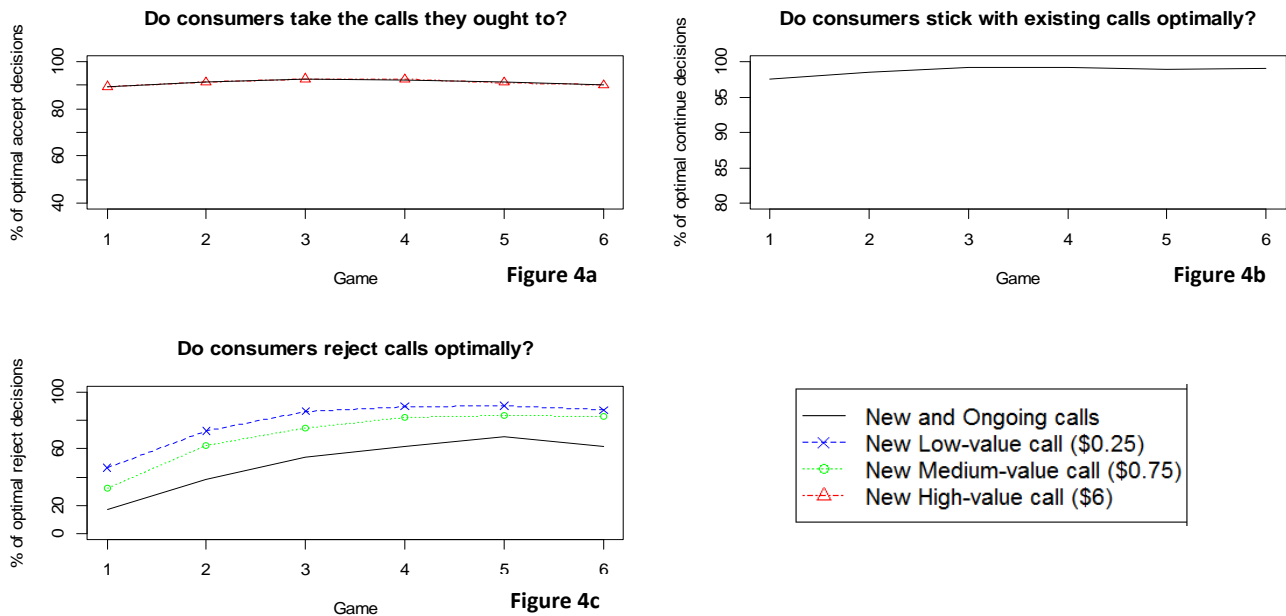 Do consumers take the calls they ought to?
% of optimal accept decisions
100
80
60
40
1 2 3 4 5 6
Game
Figure 4a
Do consumers stick with existing calls optimally?
% of optimal continue decisions
100
95
90
85
80
1 2 3 4 5 6
Game
Figure 4b
Do consumers reject calls optimally?
% of optimal reject decisions
100
60
20
0
1 2 3 4 5 6
Game
Figure 4c
New and Ongoing calls
New Low-value call ($0.25)
New Medium-value call ($0.75)
New High-value call ($6)